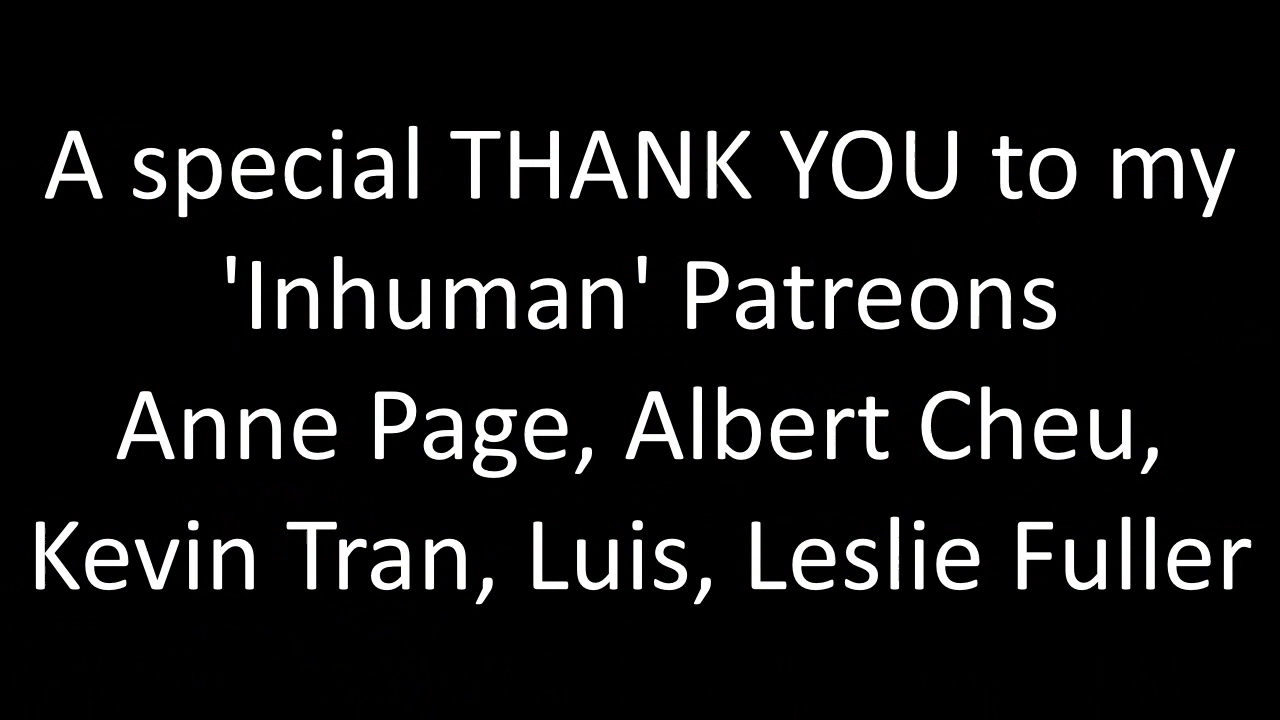 A special THANK YOU to my
'Inhuman' Patreons
Anne Page, Albert Cheu,
Kevin Tran, Luis, Leslie Fuller